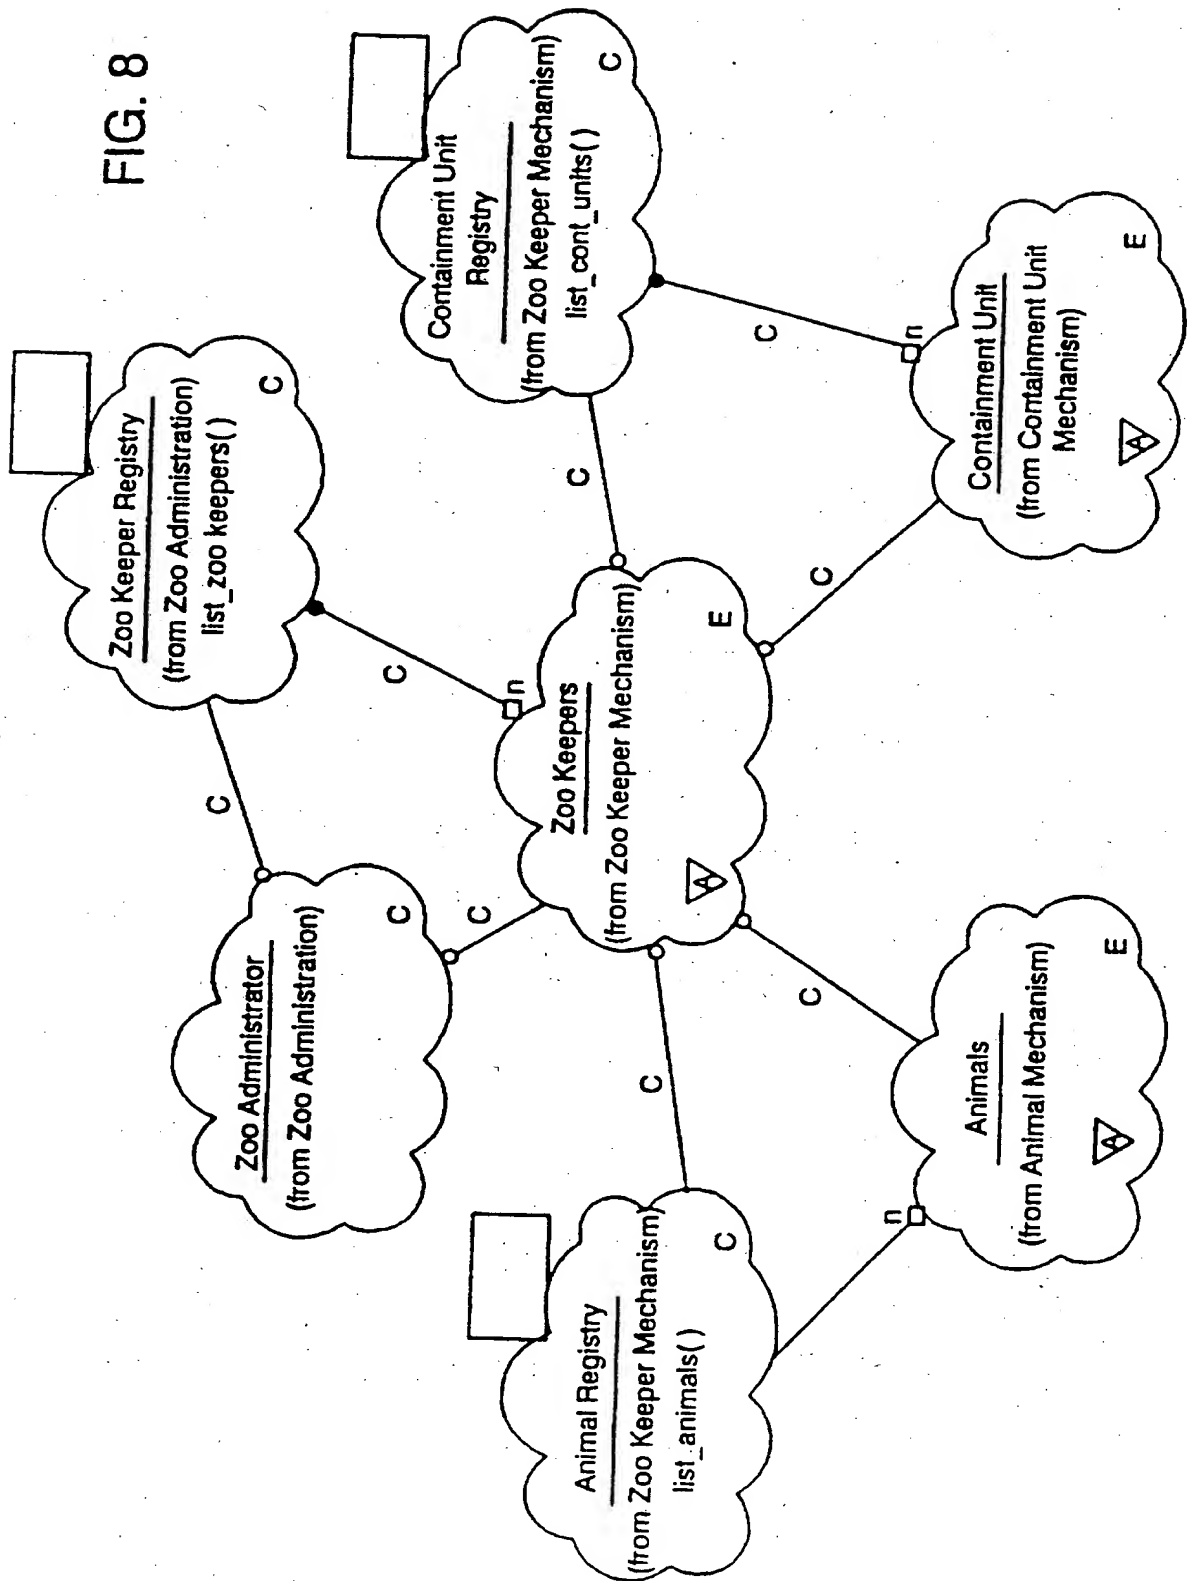 FIG. 8
Zoo Administrator
(from Zoo Administration)
C
C
Zoo Keeper Registry
(from Zoo Administration)
list_zoo keepers( )
C
C
C
n
Containment Unit
Registry
(from Zoo Keeper Mechanism)
list_cont_units( )
C
C
Zoo Keepers
(from Zoo Keeper Mechanism)
A
E
Animal Registry
(from Zoo Keeper Mechanism)
list_animals( )
C
C
n
C
Animals
(from Animal Mechanism)
A
E
C
C
n
Containment Unit
(from Containment Unit
Mechanism)
A
E